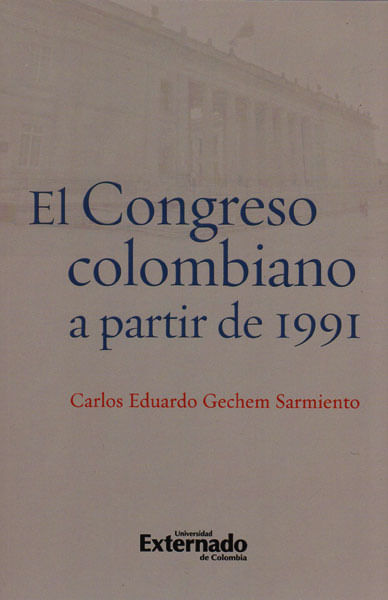 El Congreso
colombiano
a partir de 1991
Carlos Eduardo Gechem Sarmiento
Universidad
Externado
de Colombia